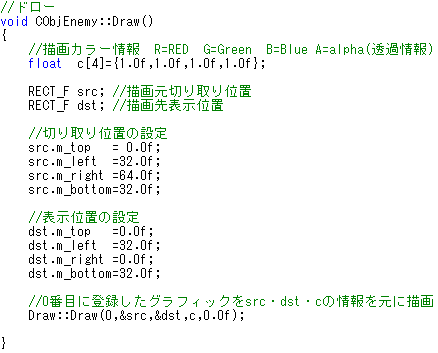 //ドロー
void CObjEnemy::Draw()
{
//描画カラー情報　R=RED　G=Green　B=Blue A=alpha(透過情報)
float  c[4]={1.0f,1.0f,1.0f,1.0f};
RECT_F src; //描画元切り取り位置
RECT_F dst; //描画先表示位置
//切り取り位置の設定
src.m_top   = 0.0f;
src.m_left  =32.0f;
src.m_right =64.0f;
src.m_bottom=32.0f;
//表示位置の設定
dst.m_top   =0.0f;
dst.m_left  =32.0f;
dst.m_right =0.0f;
dst.m_bottom=32.0f;
//0番目に登録したグラフィックをsrc・dst・cの情報を元に描画
Draw::Draw(0,&src,&dst,c,0.0f);
}